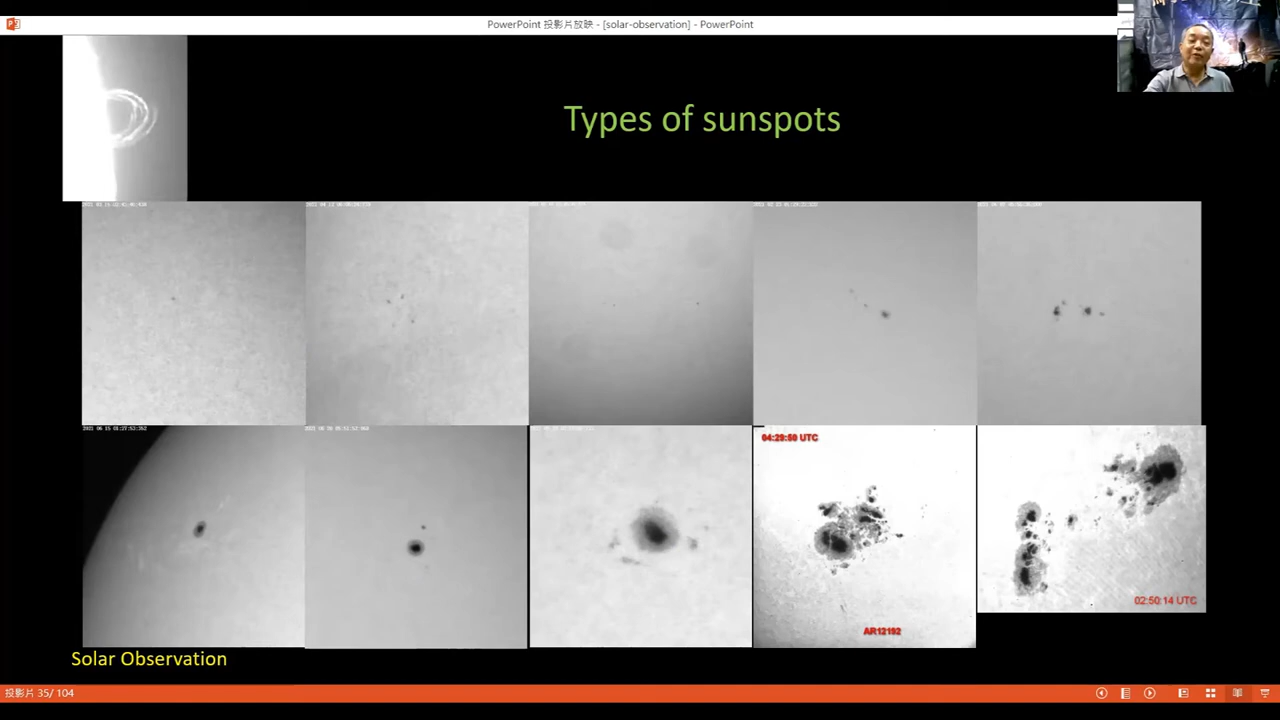 PowerPoint 投影片放映 - [solar-observation] - PowerPoint
Types of sunspots
04:29:50 UTC
AR12192
02:50:14 UTC
Solar Observation
投影片 35/ 104